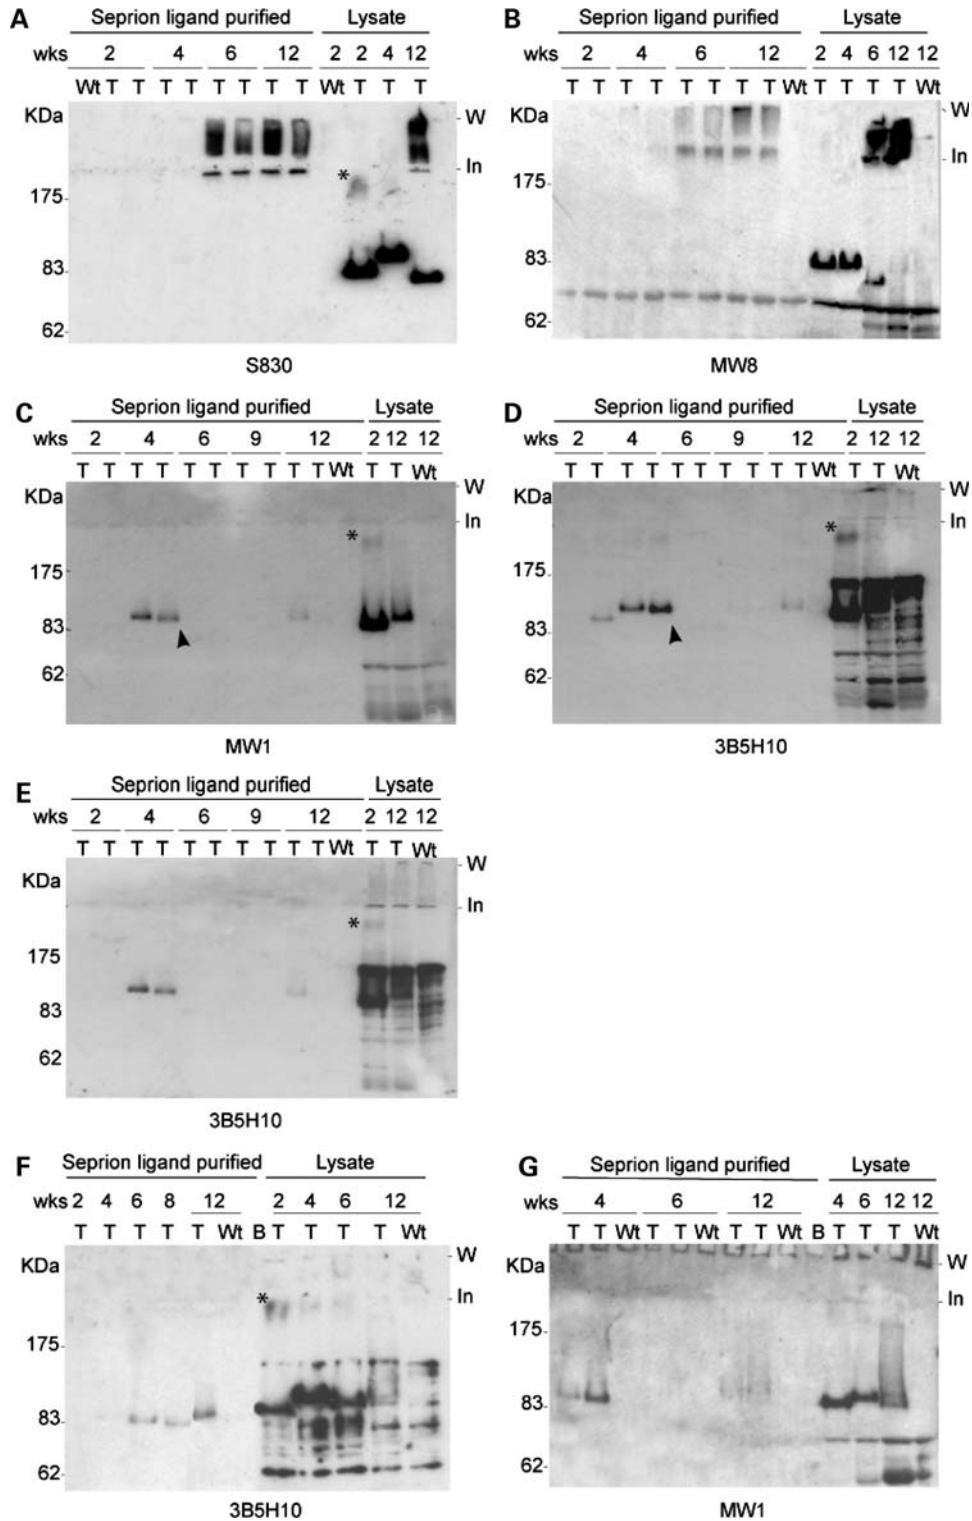 A
Seprion ligand purified Lysate
wks 2 4 6 12 2 2 4 12
Wt T T T T T T T T Wt T T T
KDa
W
In
*
175
83
62
S830
B
Seprion ligand purified Lysate
wks 2 4 6 12 2 4 6 12 12
T T T T T T T T Wt T T T T Wt
KDa
W
In
175
83
62
MW8
C
Seprion ligand purified Lysate
wks 2 4 6 9 12 2 12 12
T T T T T T T T T T Wt T T Wt
KDa
W
In
*
175
83
62
MW1
D
Seprion ligand purified Lysate
wks 2 4 6 9 12 2 12 12
T T T T T T T T T T Wt T T Wt
KDa
W
In
*
175
83
62
3B5H10
E
Seprion ligand purified Lysate
wks 2 4 6 9 12 2 12 12
T T T T T T T T T T Wt T T Wt
KDa
W
In
*
175
83
62
3B5H10
F
Seprion ligand purified Lysate
wks 2 4 6 8 12 2 4 6 12
T T T T T Wt B T T T T Wt
KDa
W
In
*
175
83
62
3B5H10
G
Seprion ligand purified Lysate
wks 4 6 12 4 6 12 12
T T Wt T T Wt T T Wt B T T T Wt
KDa
W
In
175
83
62
MW1